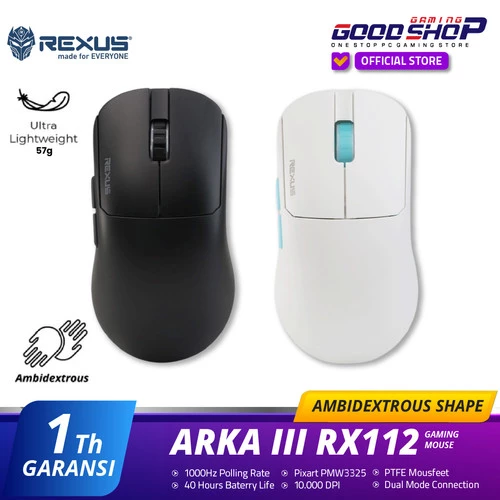 REXUS®
made for EVERYONE
GAMING
GOODSHOP
ONE STOP PC GAMING STORE
OFFICIAL STORE
Ultra
Lightweight
57g
REXUS
REXUS
Ambidextrous
AMBIDEXTROUS SHAPE
1Th
GARANSI
ARKA III RX112 GAMING
MOUSE
1000Hz Polling Rate
Pixart PMW3325
PTFE Mousfeet
40 Hours Baterry Life
10.000 DPI
Dual Mode Connection